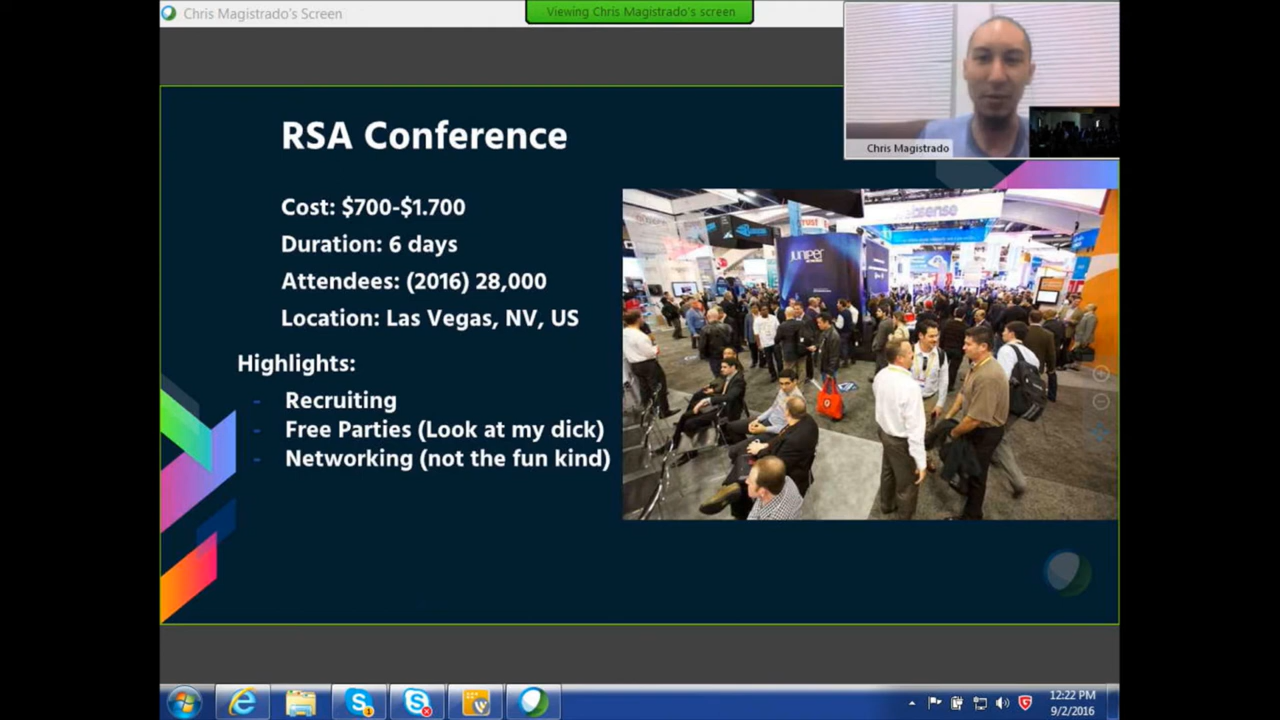 Chris Magistrado's Screen
Viewing Chris Magistrado's screen
Chris Magistrado
RSA Conference
Cost: $700-$1.700
Duration: 6 days
Attendees: (2016) 28,000
Location: Las Vegas, NV, US
Highlights:
- Recruiting
- Free Parties (Look at my dick)
- Networking (not the fun kind)
JUNIPER
NETWORKS
12:22 PM
9/2/2016